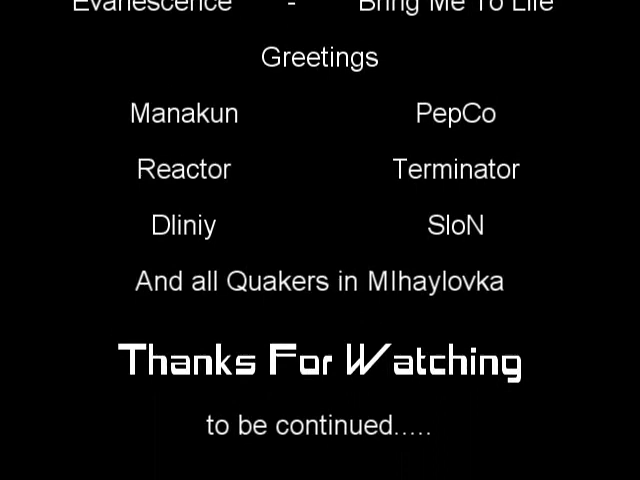 Evanescence - Bring Me To Life
Greetings
Manakun PepCo
Reactor Terminator
Dliniy SloN
And all Quakers in MIhaylovka
Thanks For Watching
to be continued.....